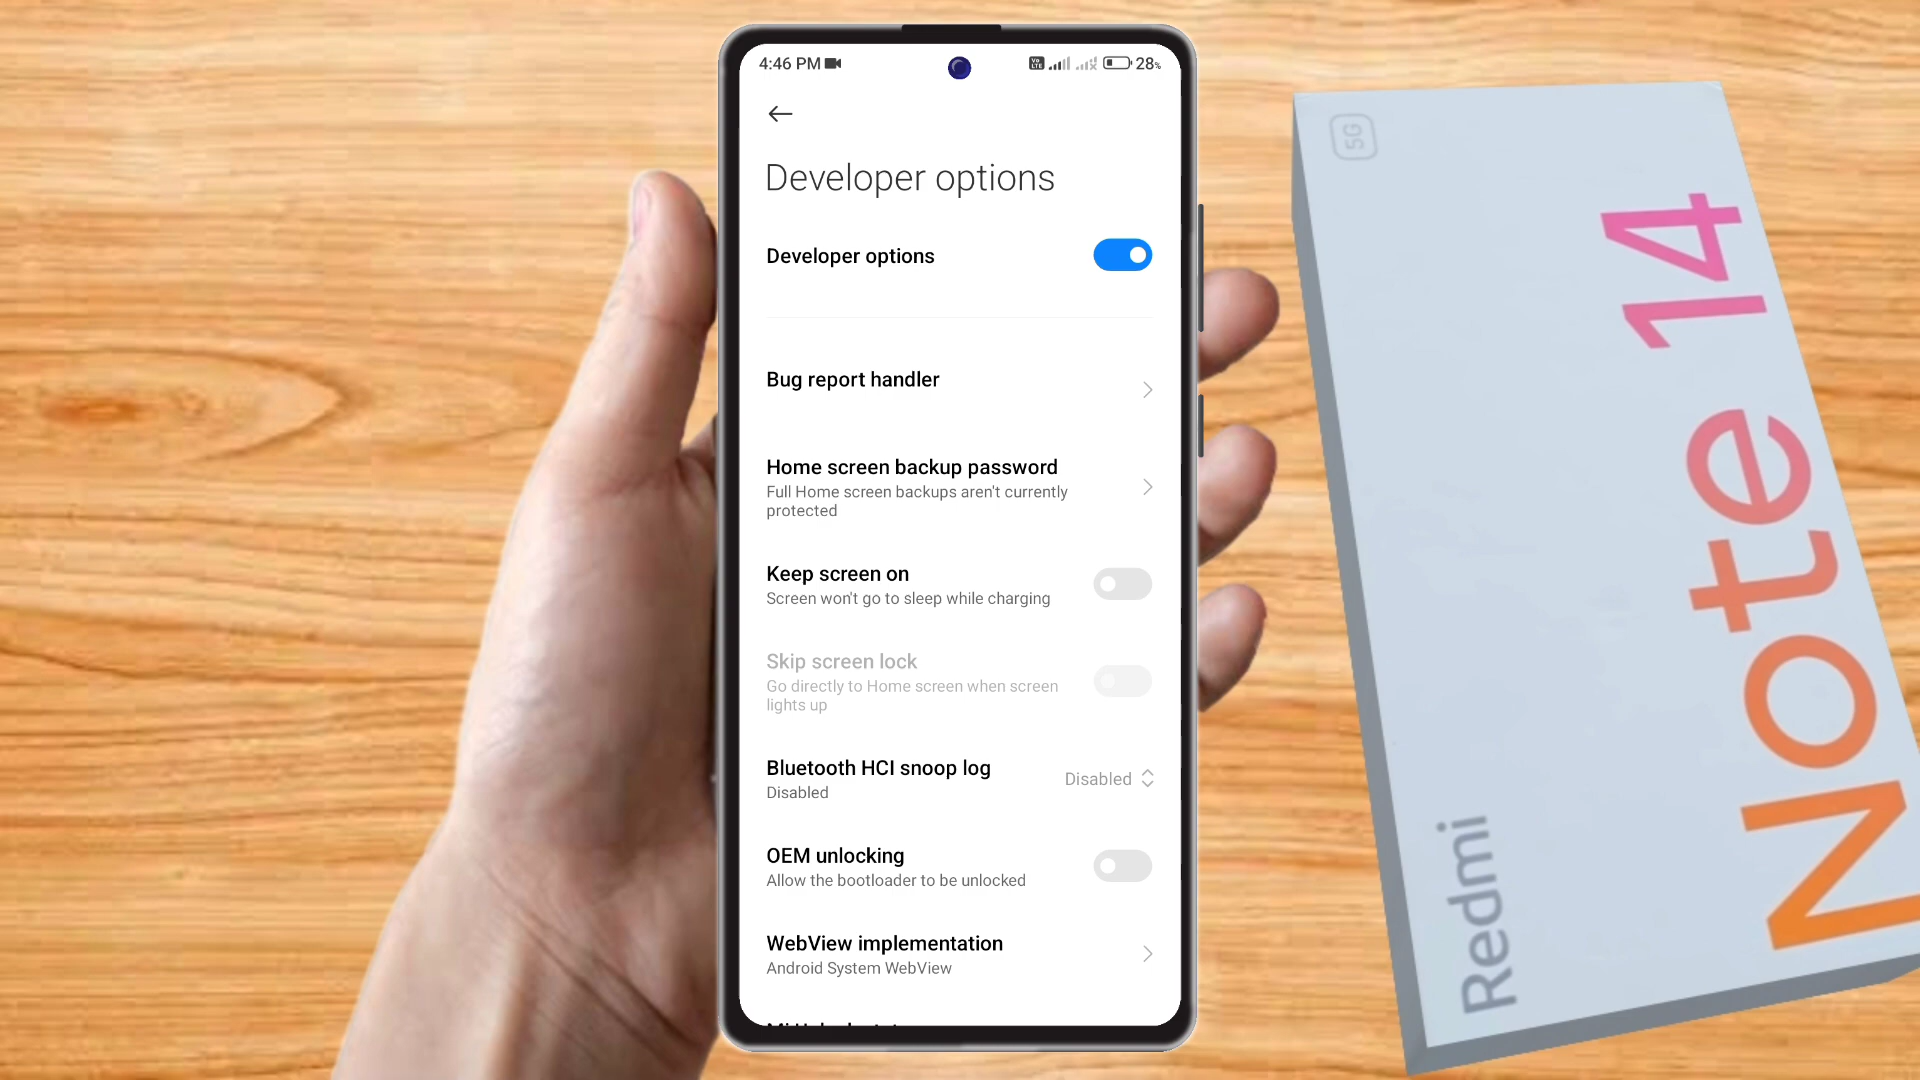 4:46 PM
Vo
LTE
28%
Developer options
Developer options
Bug report handler
Home screen backup password
Full Home screen backups aren't currently
protected
Keep screen on
Screen won't go to sleep while charging
Skip screen lock
Go directly to Home screen when screen
lights up
Bluetooth HCI snoop log
Disabled
Disabled
OEM unlocking
Allow the bootloader to be unlocked
WebView implementation
Android System WebView
5G
Redmi
Note 14